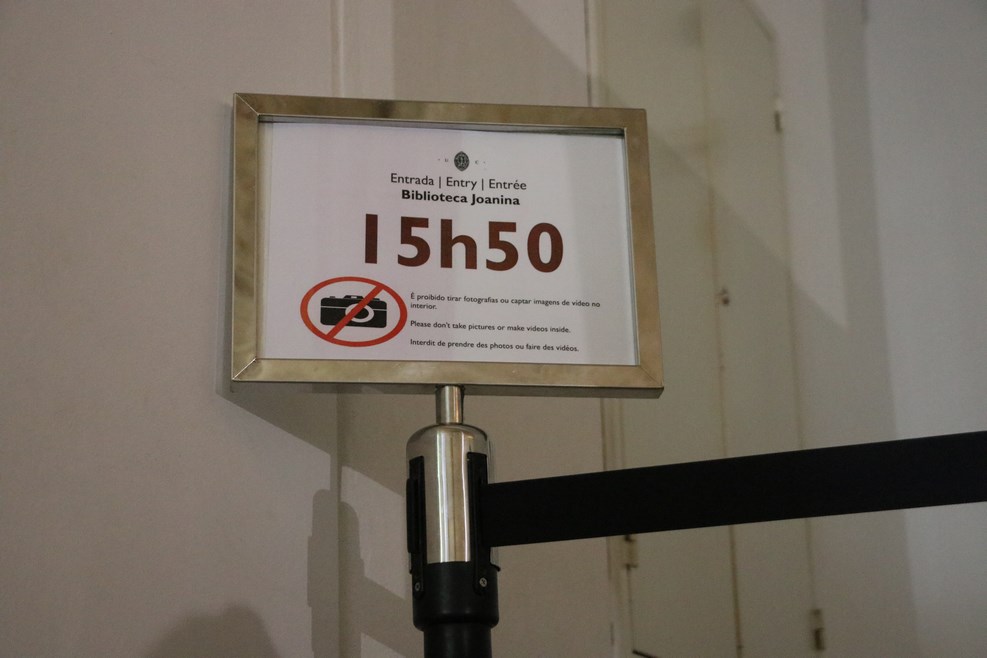 Entrada | Entry | Entrée
Biblioteca Joanina
15h50
É proibido tirar fotografias ou captar imagens de vídeo no
interior.
Please don't take pictures or make videos inside.
Interdit de prendre des photos ou faire des vidéos.